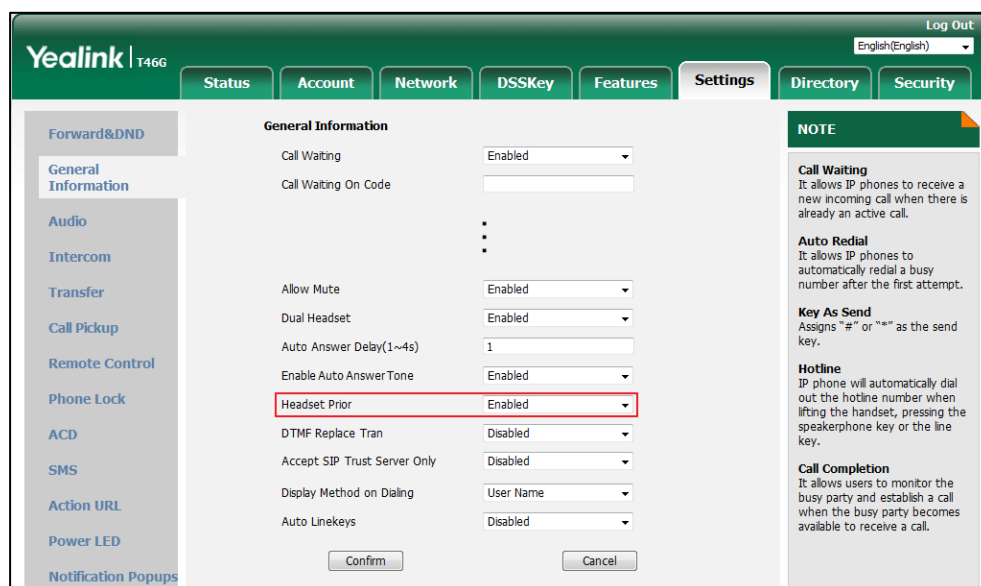 Log Out
Yealink T46G
English(English)
Status Account Network DSSKey Features Settings Directory Security
Forward&DND
General
Information
Audio
Intercom
Transfer
Call Pickup
Remote Control
Phone Lock
ACD
SMS
Action URL
Power LED
Notification Popups
General Information
Call Waiting Enabled
Call Waiting On Code
Allow Mute Enabled
Dual Headset Enabled
Auto Answer Delay(1~4s) 1
Enable Auto Answer Tone Enabled
Headset Prior Enabled
DTMF Replace Tran Disabled
Accept SIP Trust Server Only Disabled
Display Method on Dialing User Name
Auto Linekeys Disabled
Confirm Cancel
NOTE
Call Waiting
It allows IP phones to receive a
new incoming call when there is
already an active call.
Auto Redial
It allows IP phones to
automatically redial a busy
number after the first attempt.
Key As Send
Assigns "#" or "*" as the send
key.
Hotline
IP phone will automatically dial
out the hotline number when
lifting the handset, pressing the
speakerphone key or the line
key.
Call Completion
It allows users to monitor the
busy party and establish a call
when the busy party becomes
available to receive a call.